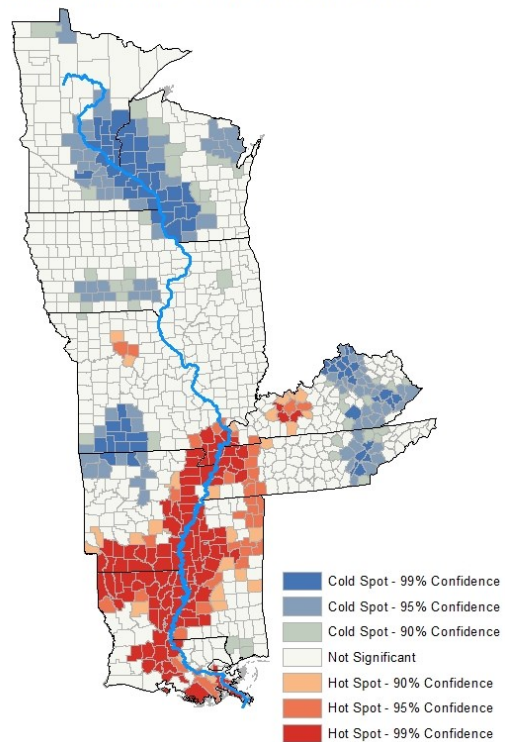 Cold Spot - 99% Confidence
Cold Spot - 95% Confidence
Cold Spot - 90% Confidence
Not Significant
Hot Spot - 90% Confidence
Hot Spot - 95% Confidence
Hot Spot - 99% Confidence